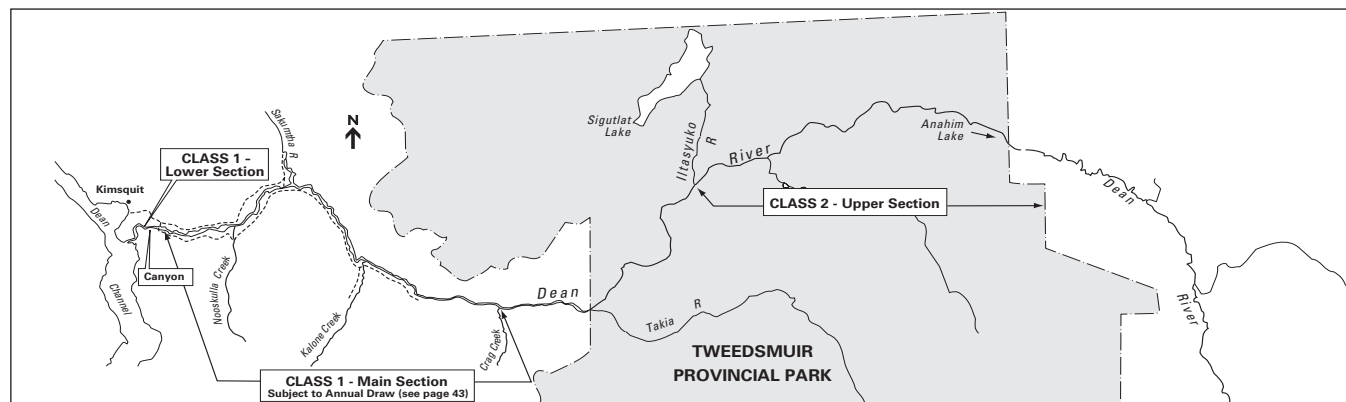 Sigutlat
Lake
Iltasyuko
R
River
Anahim
Lake
Dean
River
Sakumtha R
N
CLASS 1 -
Lower Section
Kimsquit
Dean
Channel
Canyon
Nooskulla Creek
Kalone Creek
Crag Creek
Dean
Takia
R
CLASS 2 - Upper Section
TWEEDSMUIR
PROVINCIAL PARK
CLASS 1 - Main Section
Subject to Annual Draw (see page 43)